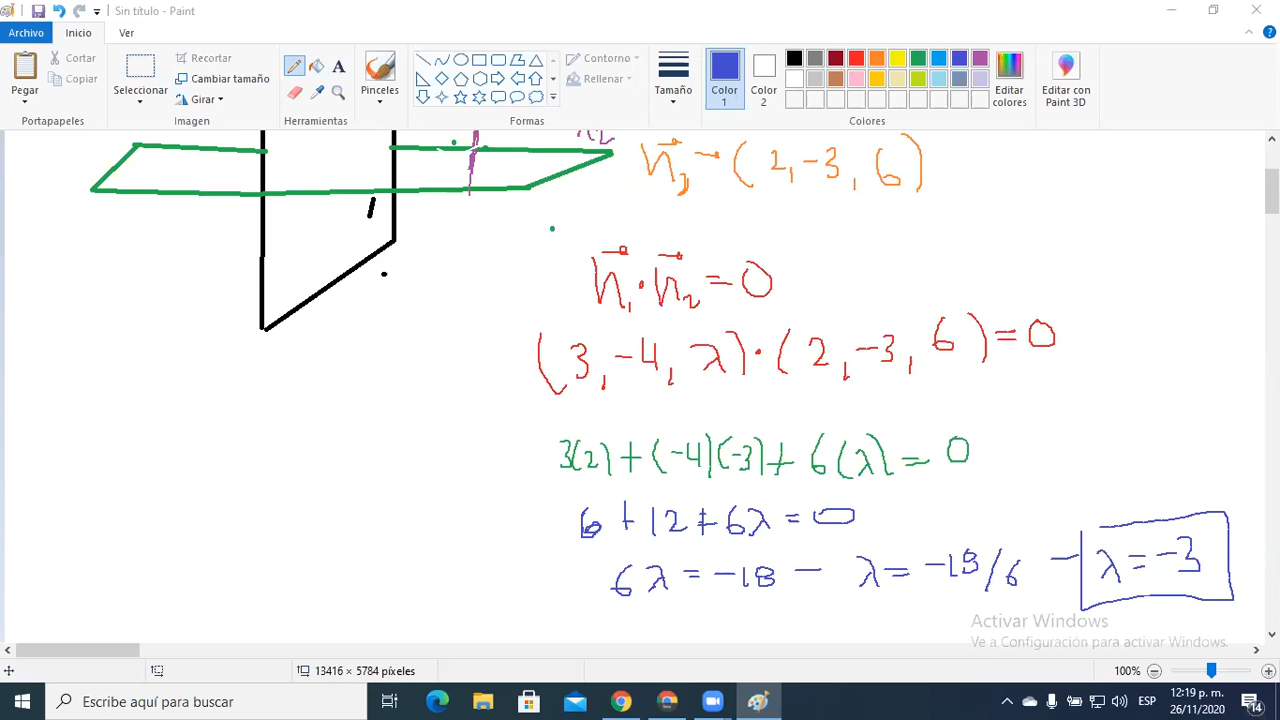 Sin título - Paint
Archivo Inicio Ver
Pegar
Cortar
Copiar
Portapapeles
Seleccionar
Recortar
Cambiar tamaño
Girar
Imagen
A
Herramientas
Pinceles
Contorno
Rellenar
Formas
Tamaño
Color 1
Color 2
Editar colores
Colores
Editar con Paint 3D
n⃗₂ → (2, -3, 6)
n⃗₁ · n⃗₂ = 0
(3, -4, λ) · (2, -3, 6) = 0
3(2) + (-4)(-3) + 6(λ) = 0
6 + 12 + 6λ = 0
6λ = -18 - λ = -18/6 - λ = -3
Activar Windows
Ve a Configuración para activar Windows.
13416 × 5784 píxeles
100%
Escribe aquí para buscar
ESP
12:19 p. m.
26/11/2020
14